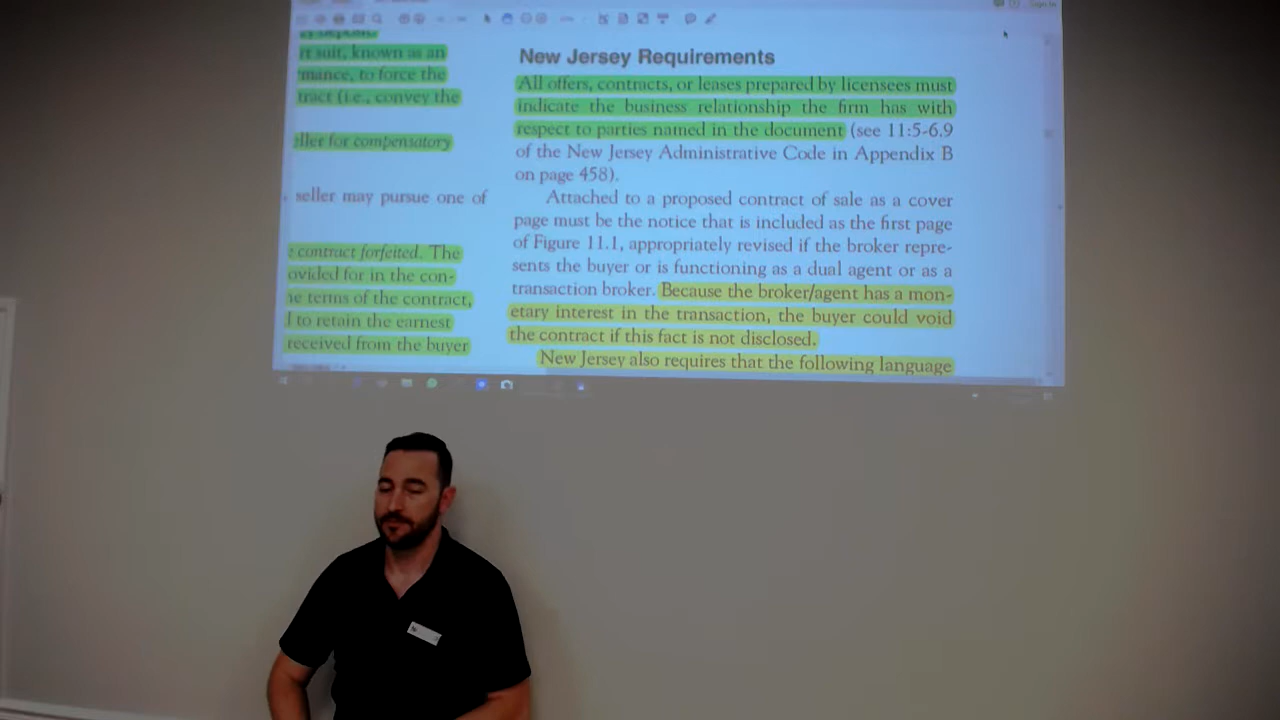 Sign In
rt suit, known as an
mance, to force the
tract (i.e., convey the
eller for compensatory
seller may pursue one of
contract forfeited. The
ovided for in the con-
ne terms of the contract,
l to retain the earnest
received from the buyer
New Jersey Requirements
All offers, contracts, or leases prepared by licensees must
indicate the business relationship the firm has with
respect to parties named in the document (see 11:5-6.9
of the New Jersey Administrative Code in Appendix B
on page 458).
Attached to a proposed contract of sale as a cover
page must be the notice that is included as the first page
of Figure 11.1, appropriately revised if the broker repre-
sents the buyer or is functioning as a dual agent or as a
transaction broker. Because the broker/agent has a mon-
etary interest in the transaction, the buyer could void
the contract if this fact is not disclosed.
New Jersey also requires that the following language